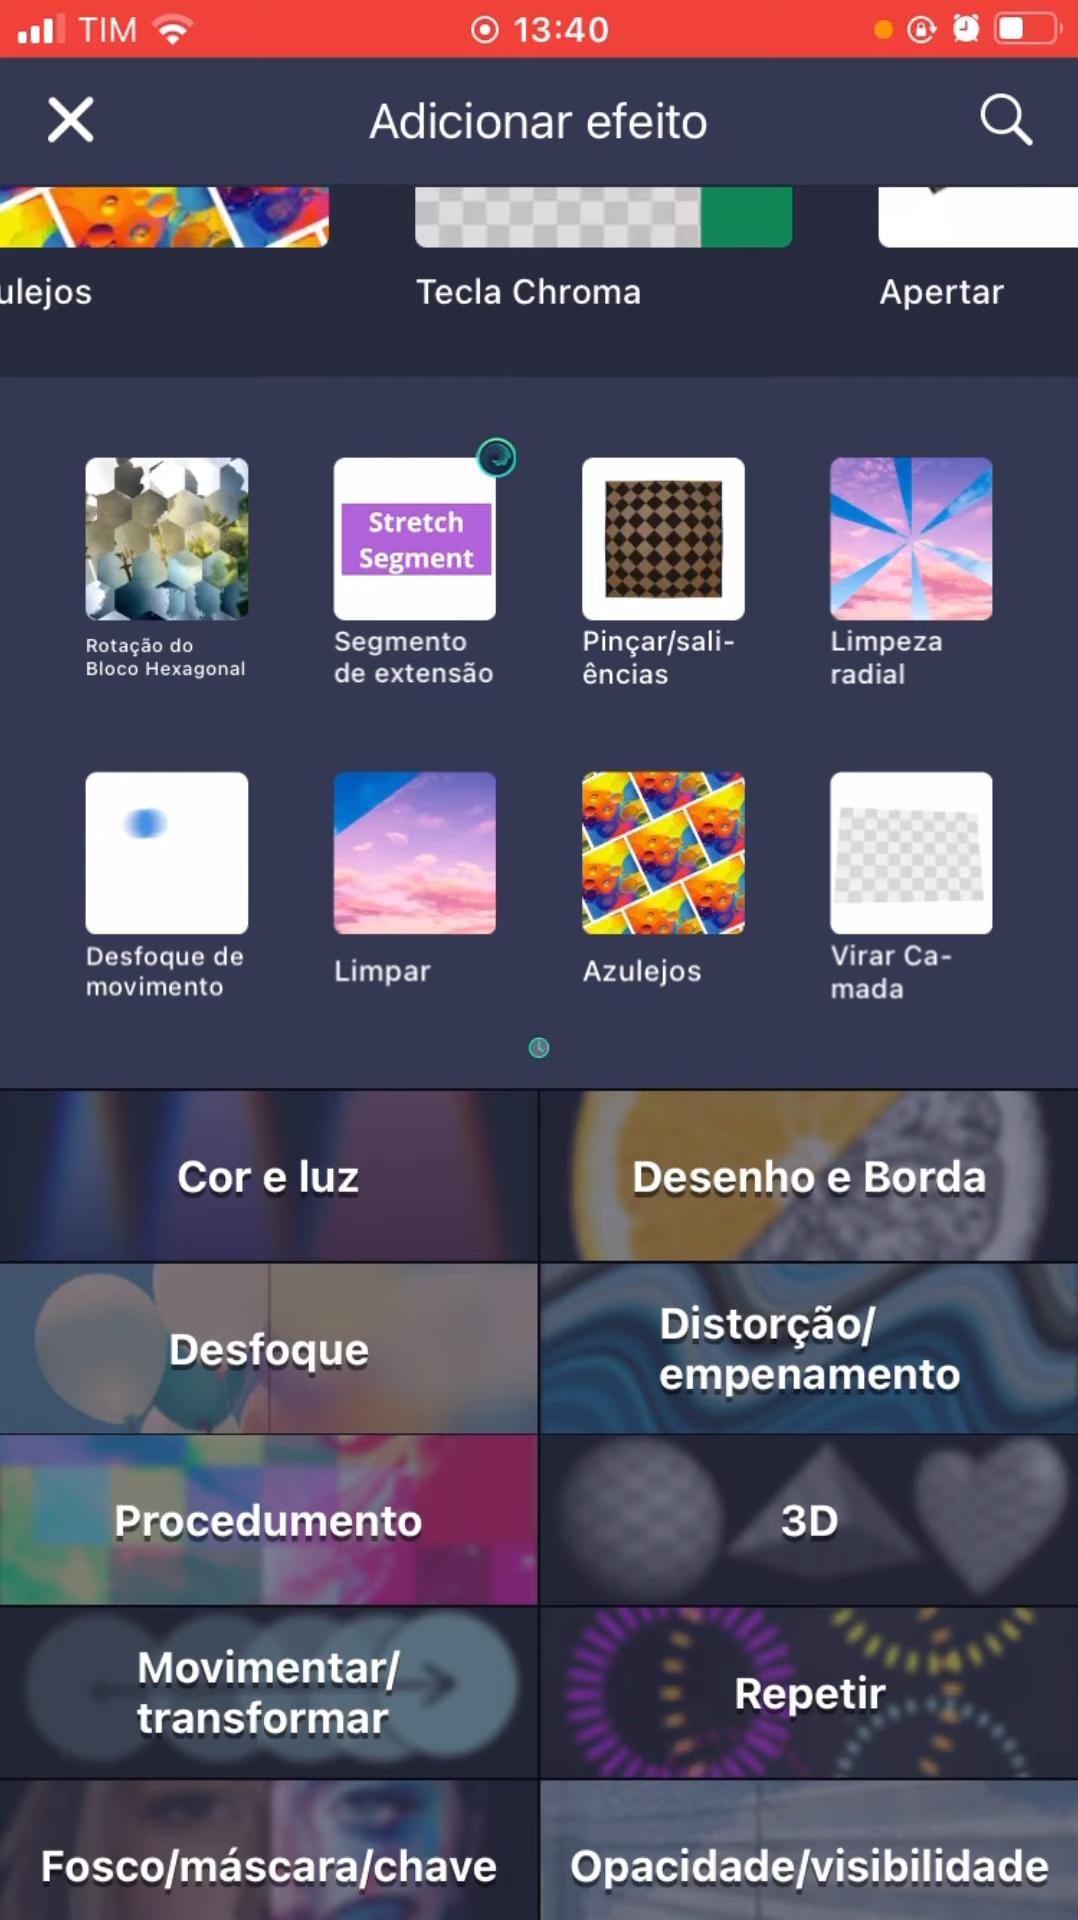 TIM
13:40
Adicionar efeito
ulejos
Tecla Chroma
Apertar
Stretch
Segment
Rotação do
Bloco Hexagonal
Segmento
de extensão
Pinçar/sali-
ências
Limpeza
radial
Desfoque de
movimento
Limpar
Azulejos
Virar Ca-
mada
Cor e luz
Desenho e Borda
Desfoque
Distorção/
empenamento
Procedumento
3D
Movimentar/
transformar
Repetir
Fosco/máscara/chave
Opacidade/visibilidade